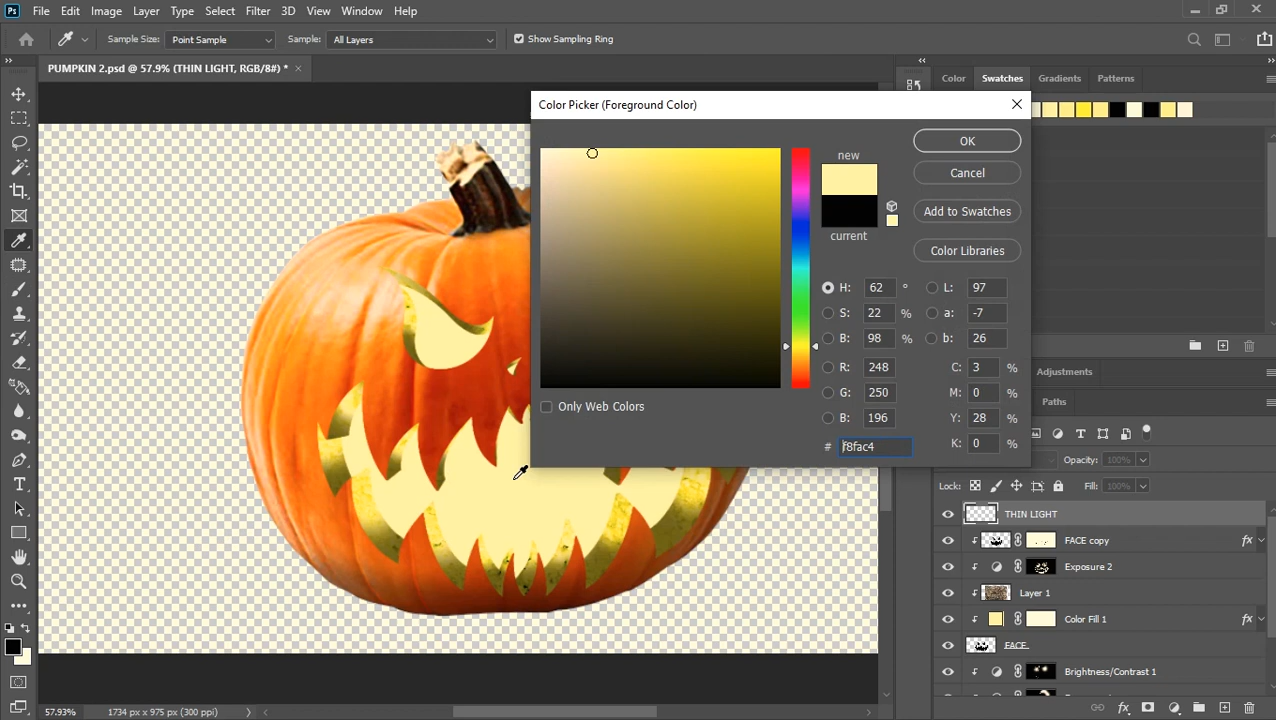 Ps File Edit Image Layer Type Select Filter 3D View Window Help
Sample Size: Point Sample Sample: All Layers Show Sampling Ring
PUMPKIN 2.psd @ 57.9% (THIN LIGHT, RGB/8#) * ×
Color Swatches Gradients Patterns
Color Picker (Foreground Color)
new
current
OK
Cancel
Add to Swatches
Color Libraries
H: 62 ° L: 97
S: 22 % a: -7
B: 98 % b: 26
R: 248 C: 3 %
G: 250 M: 0 %
B: 196 Y: 28 %
# f8fac4 K: 0 %
Only Web Colors
Adjustments
Paths
Opacity: 100%
Lock: Fill: 100%
THIN LIGHT
FACE copy fx
Exposure 2
Layer 1
Color Fill 1 fx
FACE
Brightness/Contrast 1
57.93% 1734 px x 975 px (300 ppi)